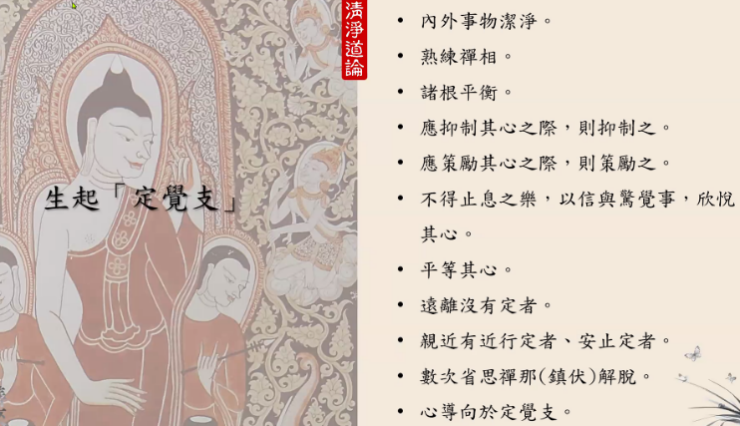 清淨道論
生起「定覺支」
• 內外事物潔淨。
• 熟練禪相。
• 諸根平衡。
• 應抑制其心之際，則抑制之。
• 應策勵其心之際，則策勵之。
• 不得止息之樂，以信與驚覺事，欣悅
其心。
• 平等其心。
• 遠離沒有定者。
• 親近有近行定者、安止定者。
• 數次省思禪那(鎮伏)解脫。
• 心導向於定覺支。